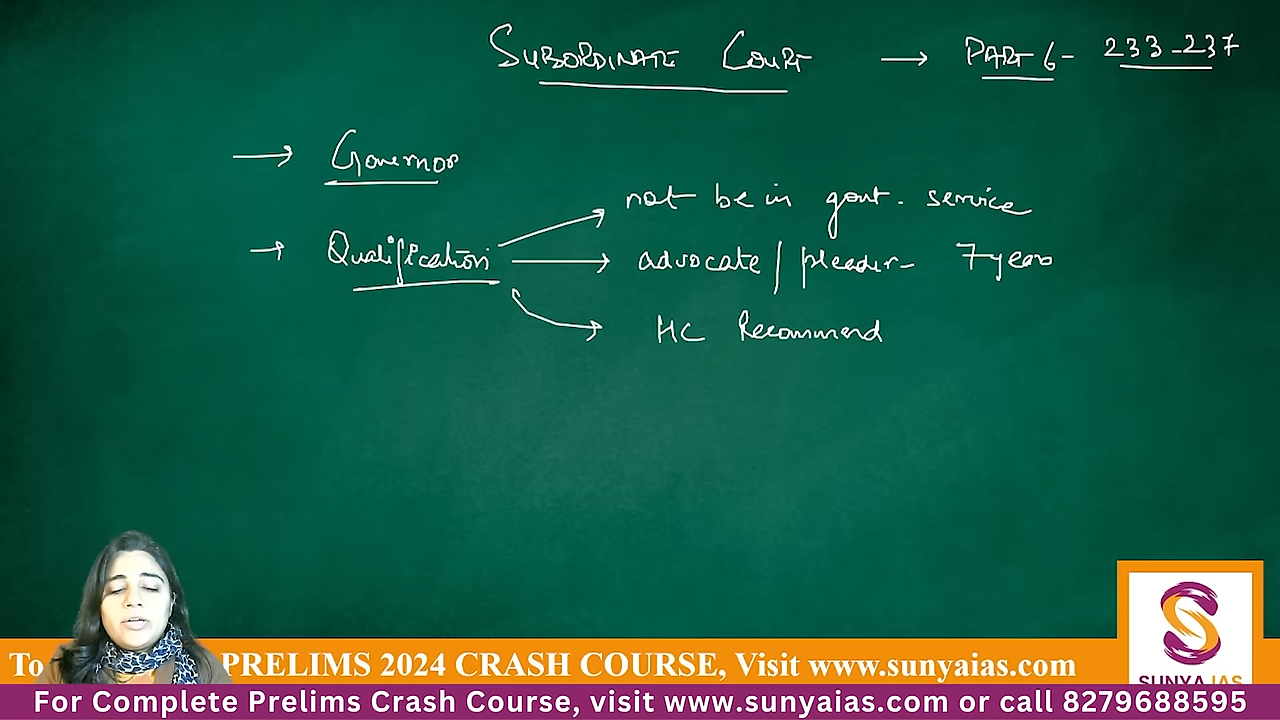 SUBORDINATE COURT → PART 6 - 233-237
→ Governor
→ Qualification
→ not be in govt. service
→ advocate / pleader - 7 years
→ HC Recommend
To PRELIMS 2024 CRASH COURSE, Visit www.sunyaias.com
SUNYA IAS
For Complete Prelims Crash Course, visit www.sunyaias.com or call 8279688595